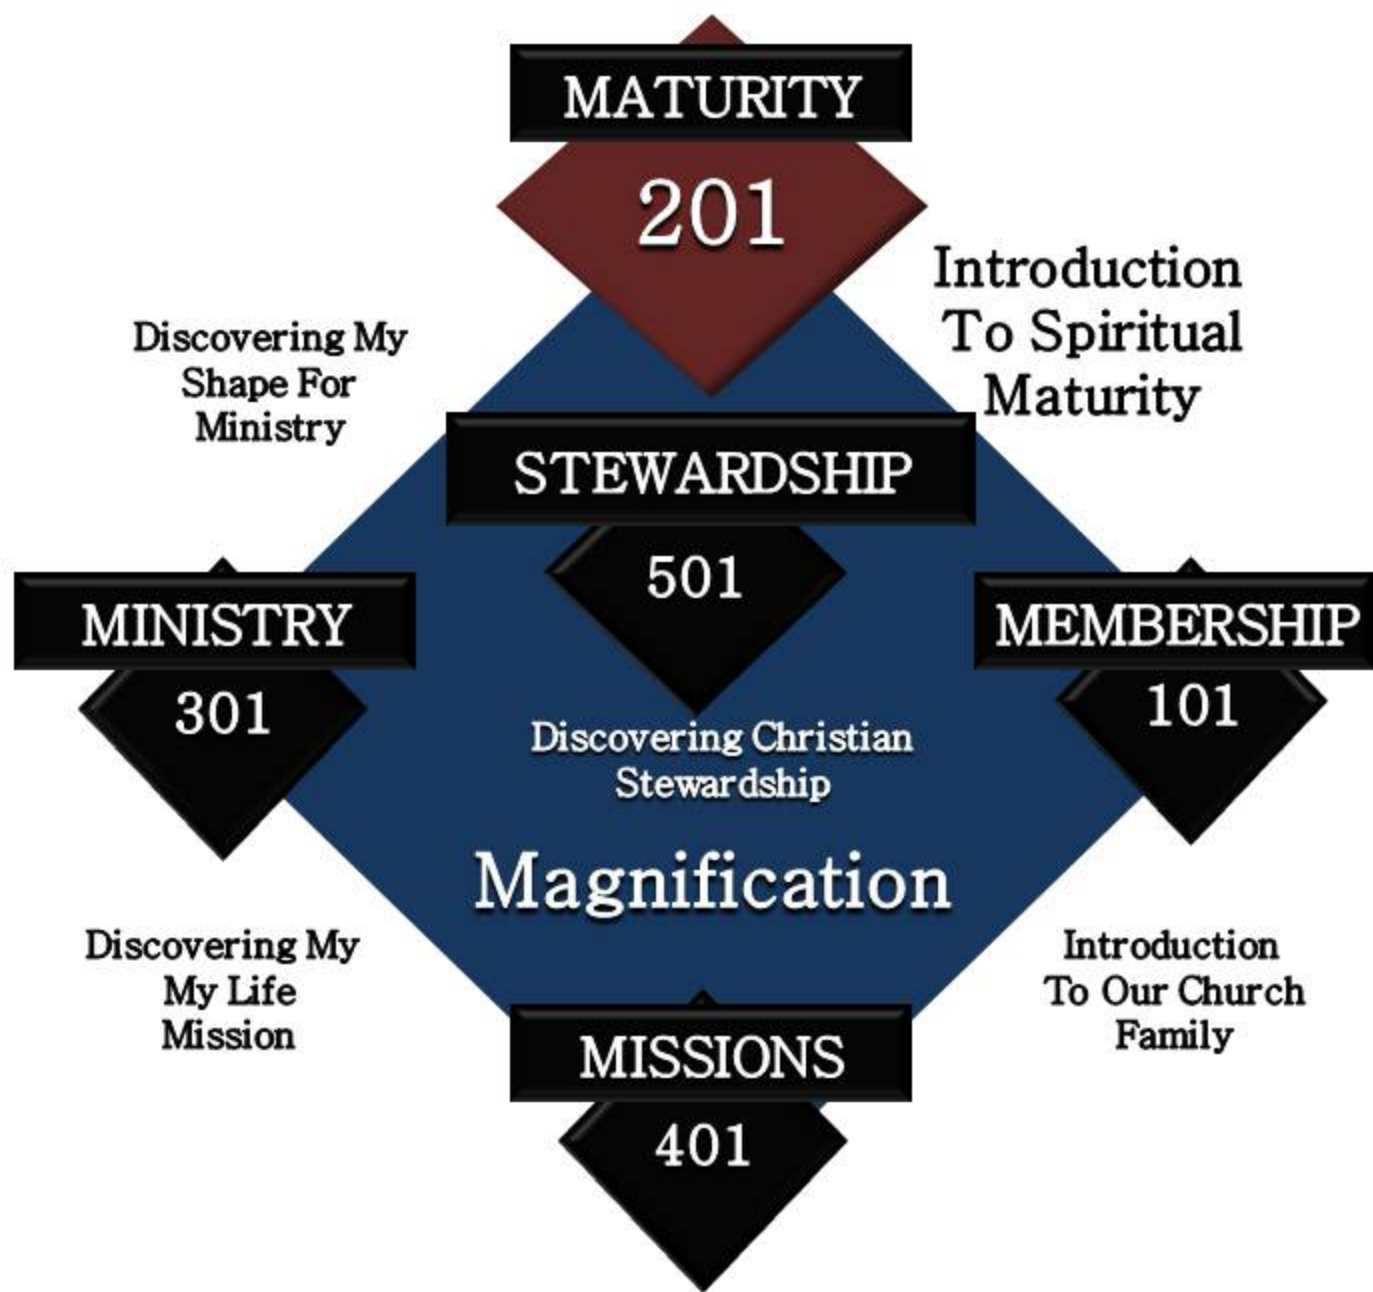 MATURITY
201
Introduction
To Spiritual
Maturity
Discovering My
Shape For
Ministry
STEWARDSHIP
501
MINISTRY
301
MEMBERSHIP
101
Discovering Christian
Stewardship
Magnification
Discovering My
My Life
Mission
Introduction
To Our Church
Family
MISSIONS
401